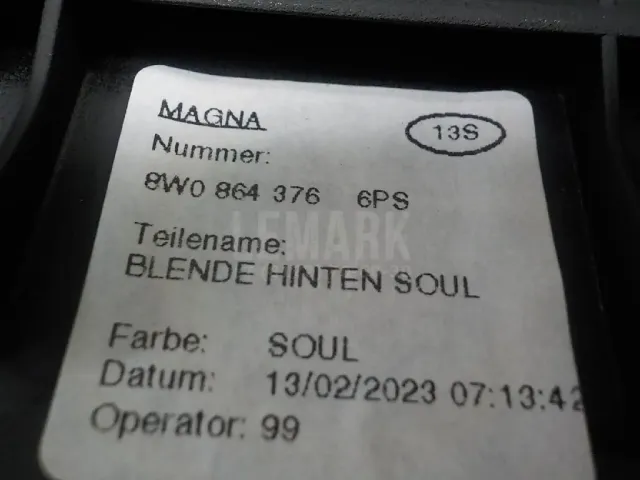 MAGNA
13S
Nummer:
8W0 864 376 6PS
LEMARK
Teilename:
BLENDE HINTEN SOUL
Farbe: SOUL
Datum: 13/02/2023 07:13:42
Operator: 99